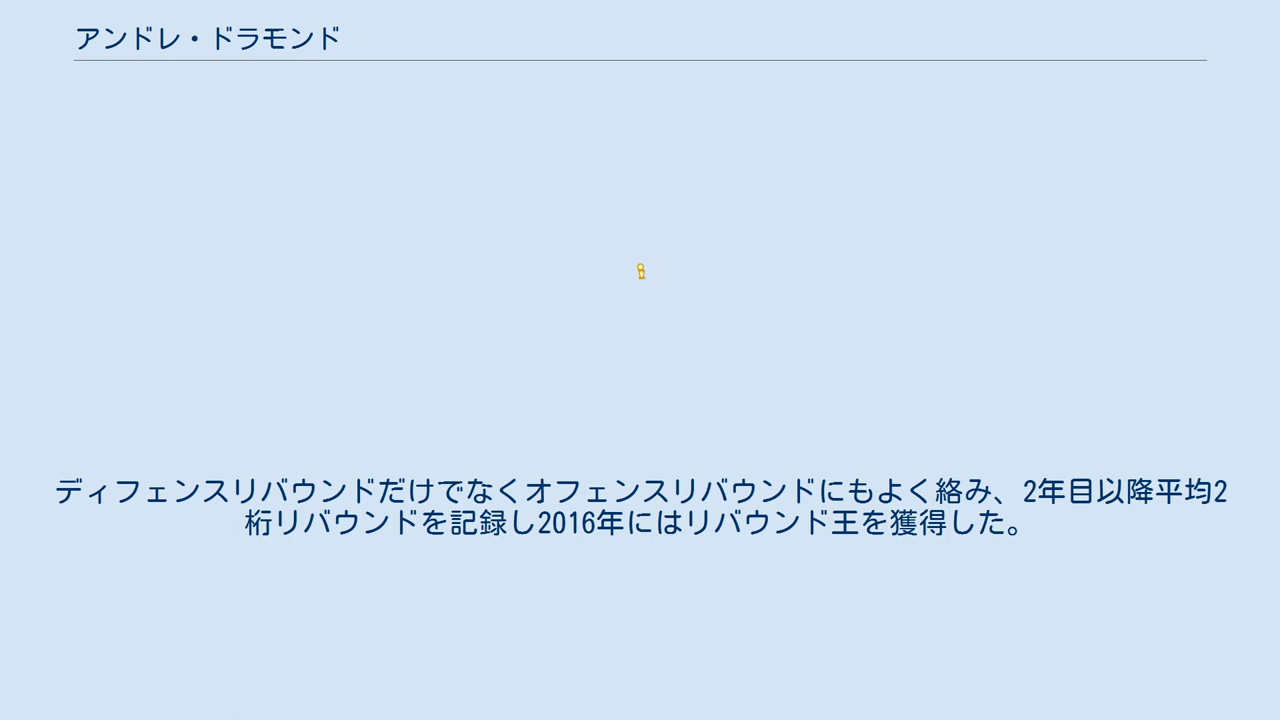 アンドレ・ドラモンド
ディフェンスリバウンドだけでなくオフェンスリバウンドにもよく絡み、2年目以降平均2
桁リバウンドを記録し2016年にはリバウンド王を獲得した。